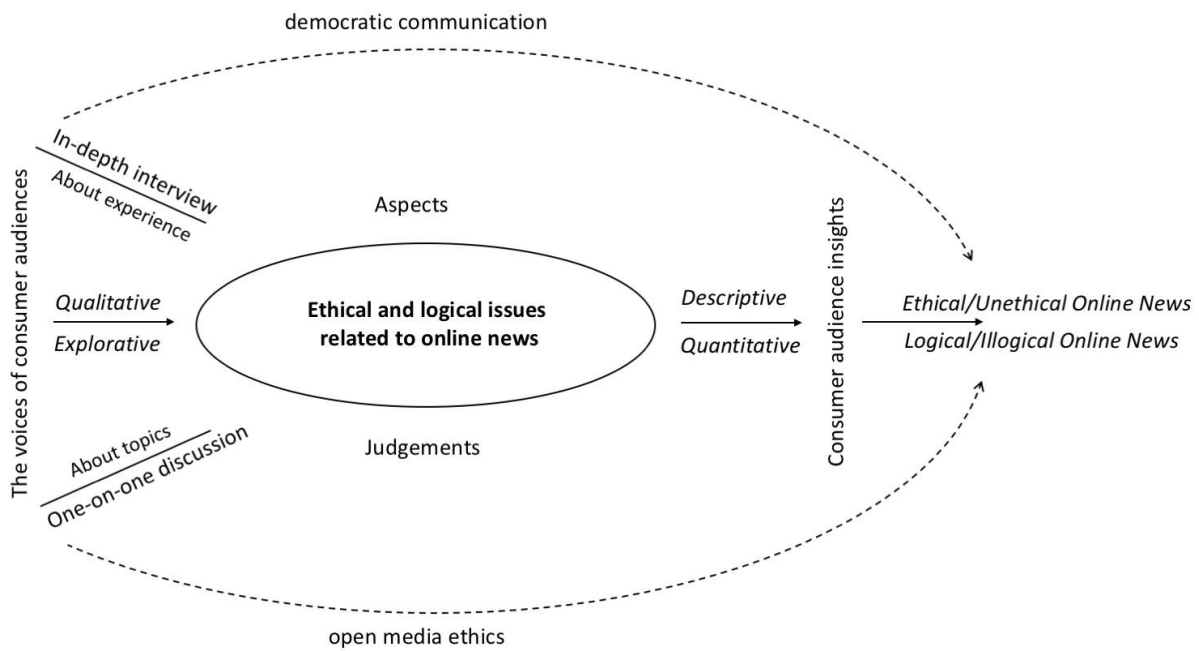 democratic communication
The voices of consumer audiences
In-depth interview
About experience
Aspects
Qualitative
Explorative
Ethical and logical issues
related to online news
Descriptive
Quantitative
Consumer audience insights
Ethical/Unethical Online News
Logical/Illogical Online News
Judgements
About topics
One-on-one discussion
open media ethics